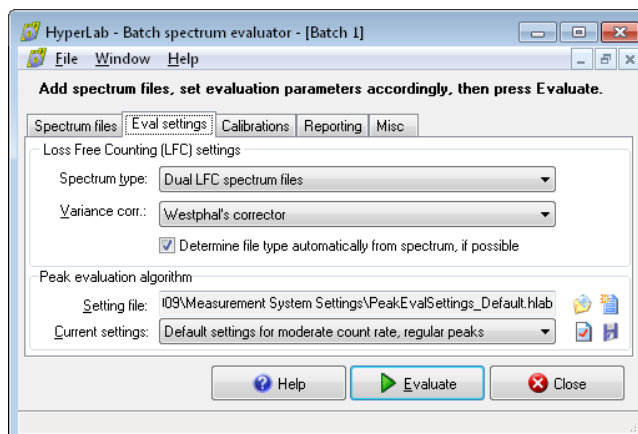 HyperLab - Batch spectrum evaluator - [Batch 1]
File Window Help
Add spectrum files, set evaluation parameters accordingly, then press Evaluate.
Spectrum files Eval settings Calibrations Reporting Misc
Loss Free Counting (LFC) settings
Spectrum type: Dual LFC spectrum files
Variance corr.: Westphal's corrector
Determine file type automatically from spectrum, if possible
Peak evaluation algorithm
Setting file: 09\Measurement System Settings\PeakEvalSettings_Default.hlab
Current settings: Default settings for moderate count rate, regular peaks
Help Evaluate Close